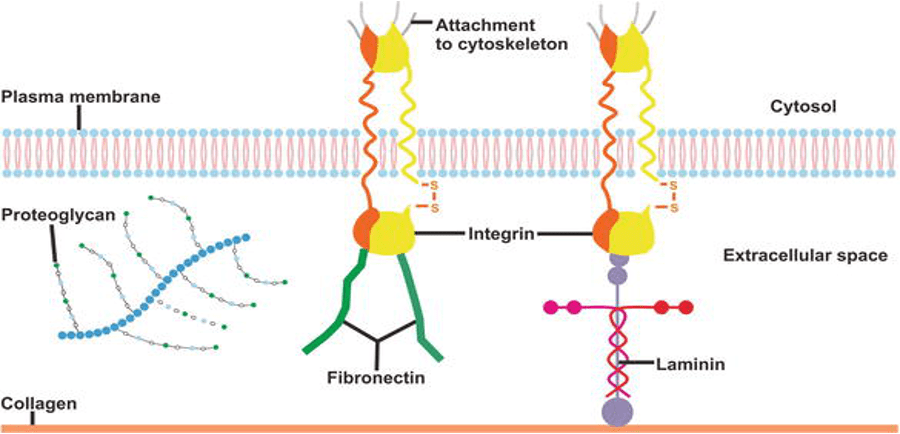 Attachment
to cytoskeleton
Plasma membrane
Cytosol
S
S
S
S
Proteoglycan
Integrin
Extracellular space
Fibronectin
Laminin
Collagen